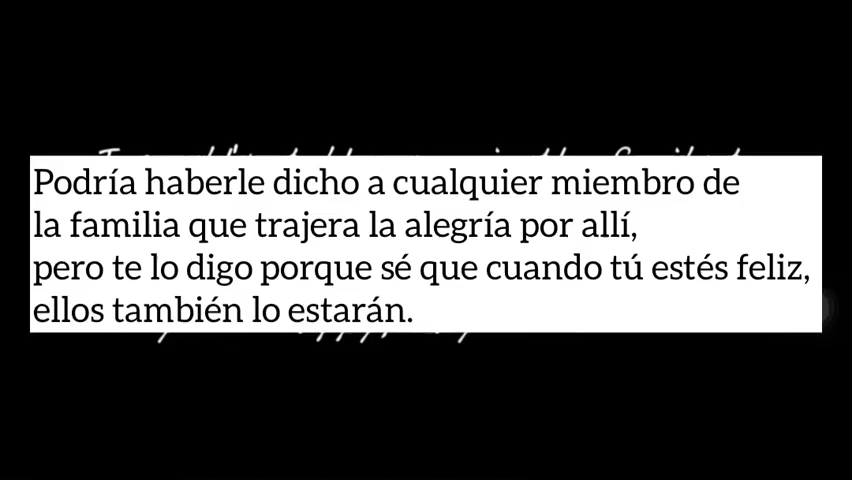 Podría haberle dicho a cualquier miembro de
la familia que trajera la alegría por allí,
pero te lo digo porque sé que cuando tú estés feliz,
ellos también lo estarán.